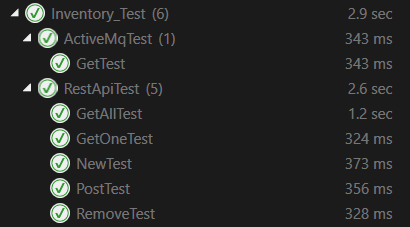 Inventory_Test (6) 2.9 sec
ActiveMqTest (1) 343 ms
GetTest 343 ms
RestApiTest (5) 2.6 sec
GetAllTest 1.2 sec
GetOneTest 324 ms
NewTest 373 ms
PostTest 356 ms
RemoveTest 328 ms